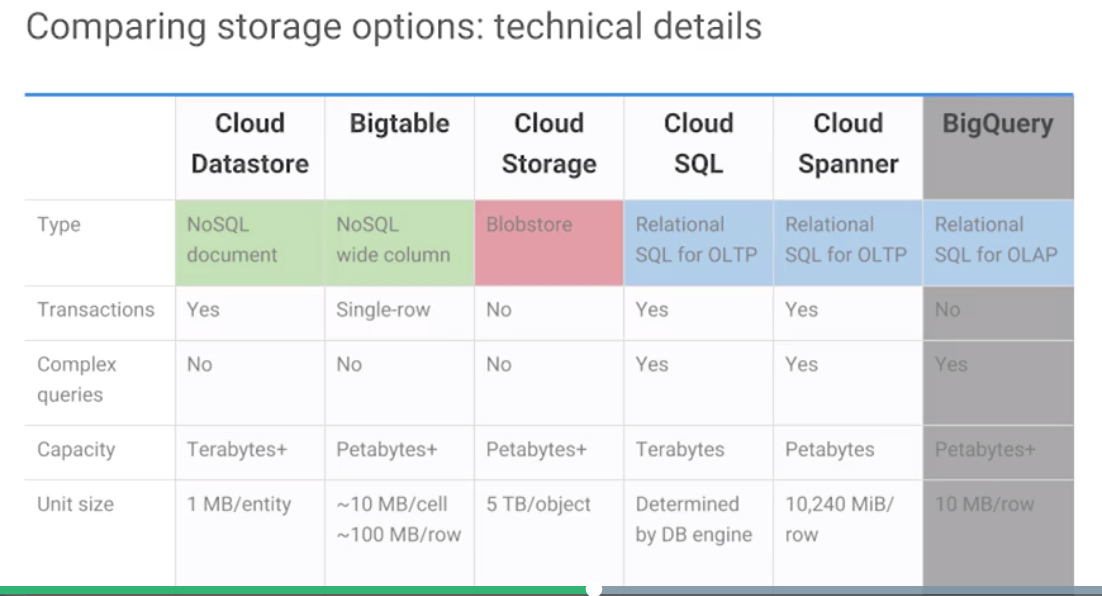 Comparing storage options: technical details
Cloud Datastore Bigtable Cloud Storage Cloud SQL Cloud Spanner BigQuery
Type NoSQL document NoSQL wide column Blobstore Relational SQL for OLTP Relational SQL for OLTP Relational SQL for OLAP
Transactions Yes Single-row No Yes Yes No
Complex queries No No No Yes Yes Yes
Capacity Terabytes+ Petabytes+ Petabytes+ Terabytes Petabytes Petabytes+
Unit size 1 MB/entity ~10 MB/cell ~100 MB/row 5 TB/object Determined by DB engine 10,240 MiB/ row 10 MB/row